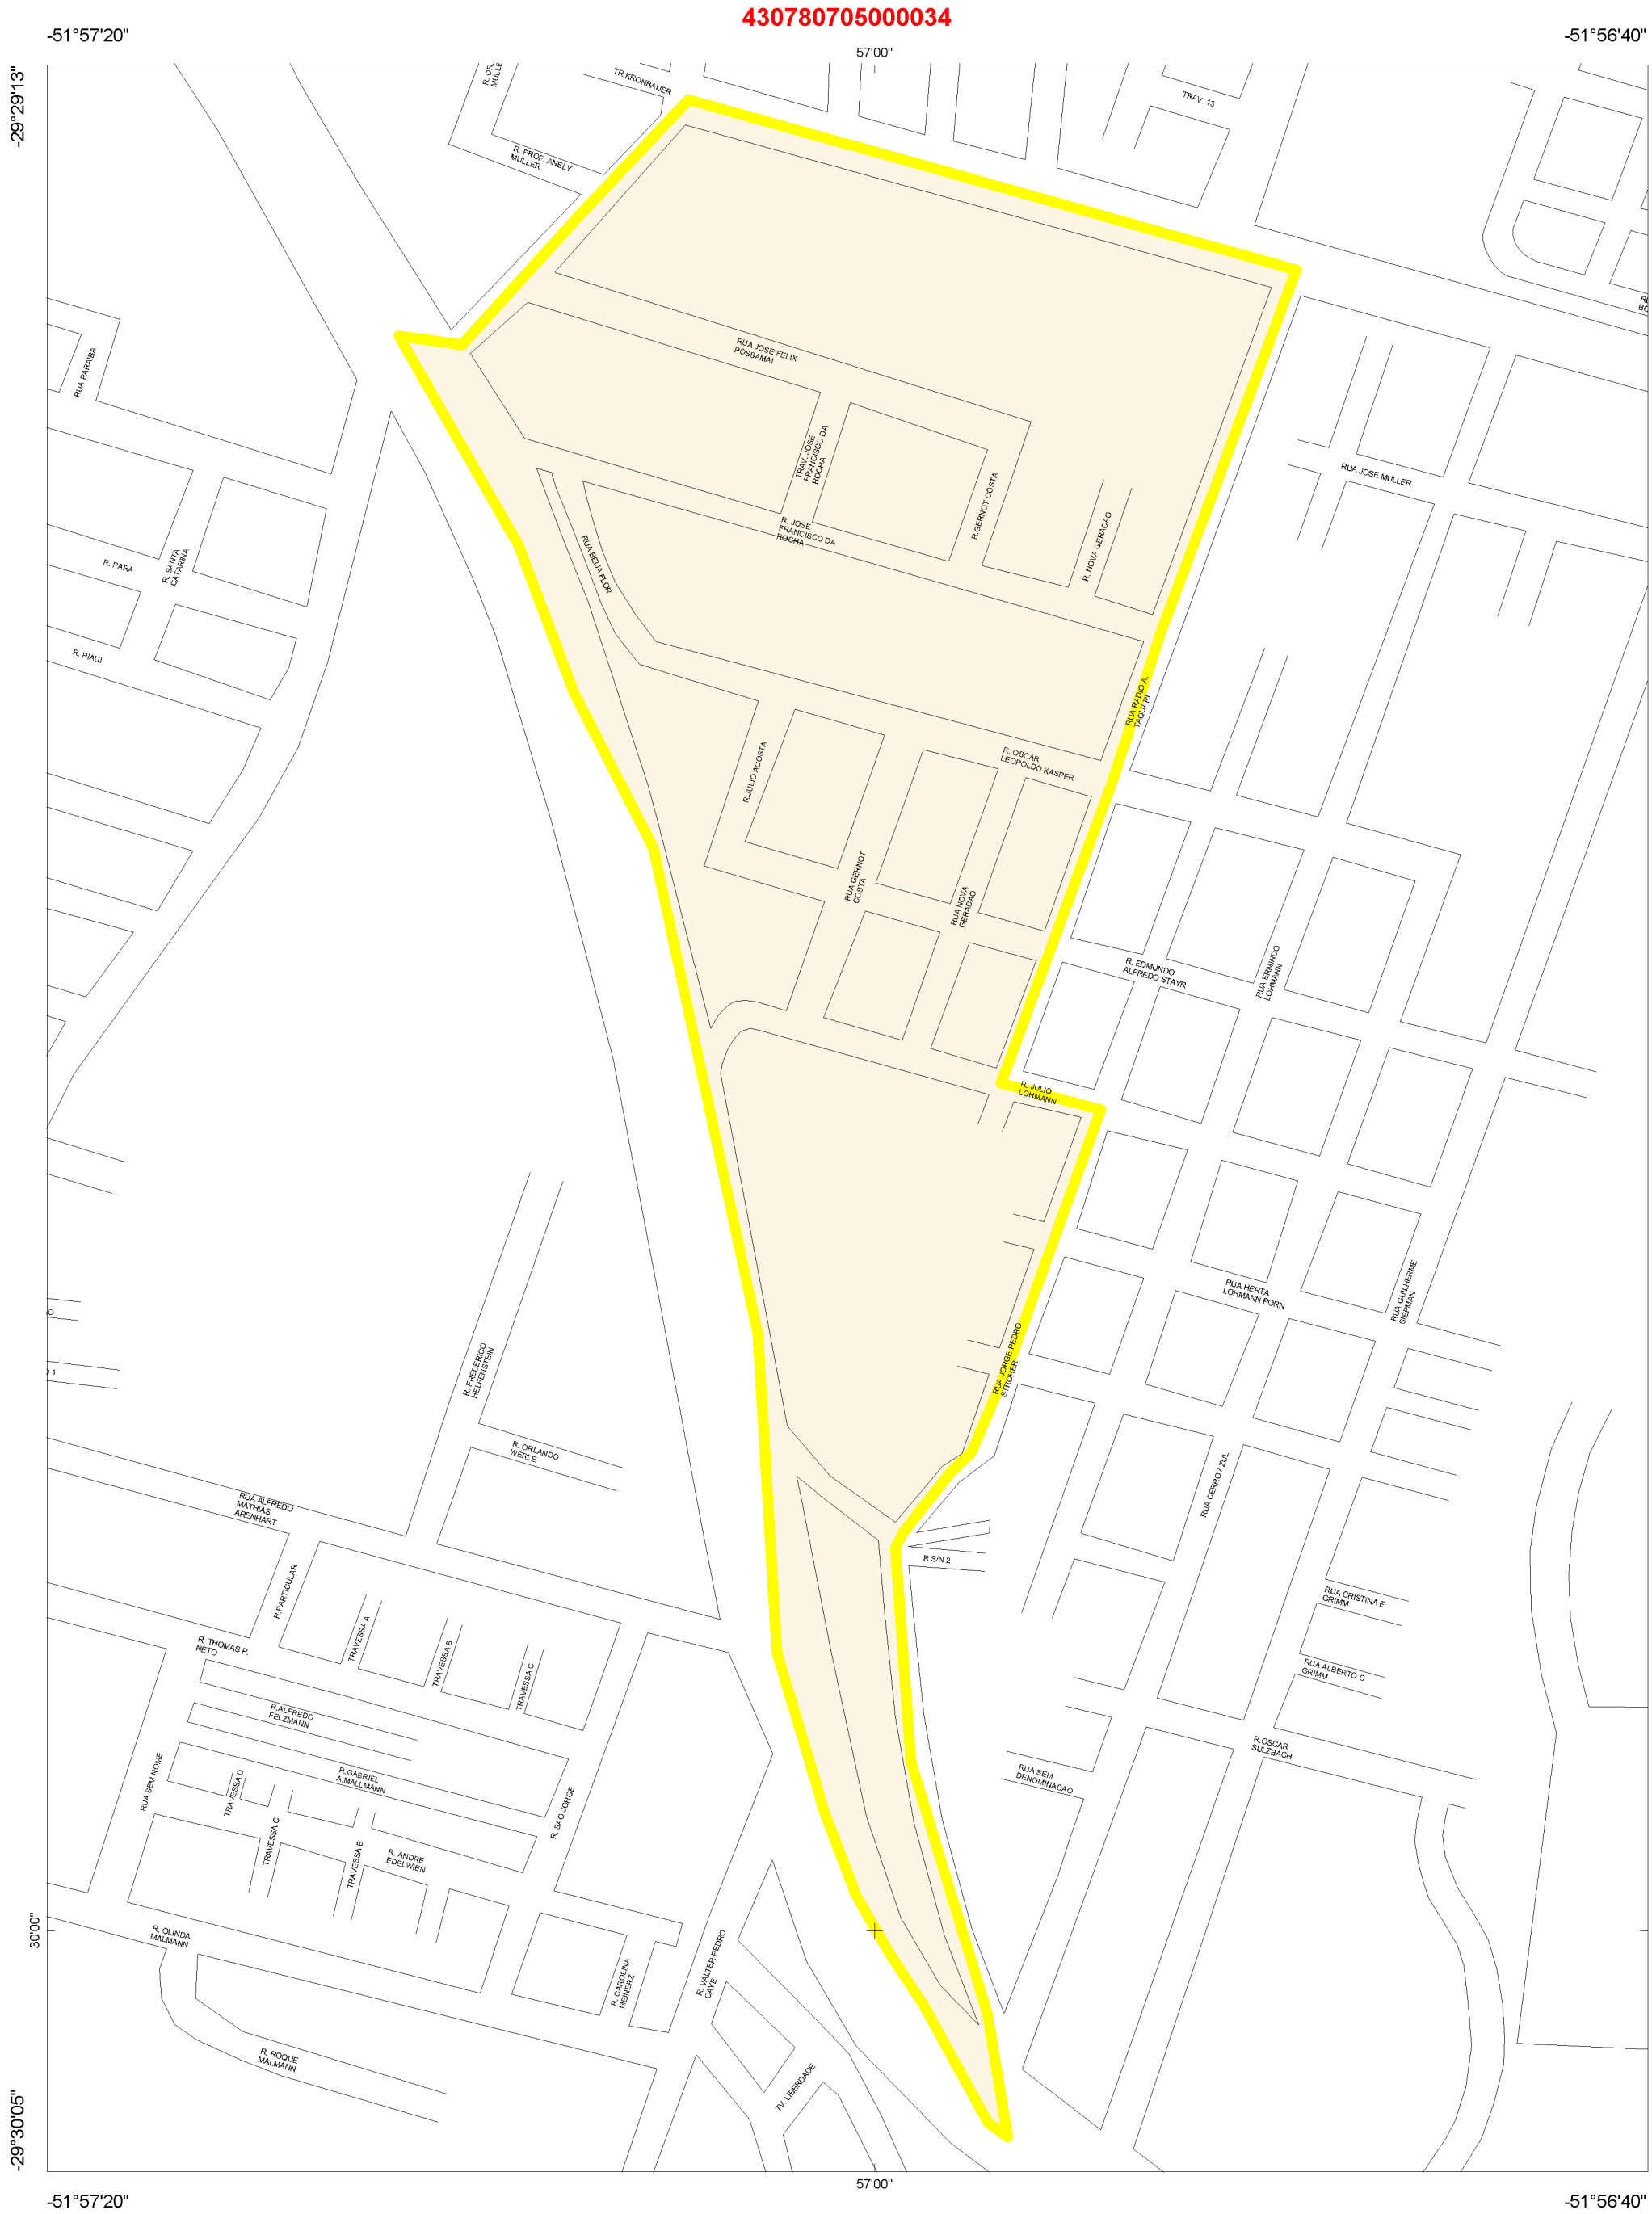 430780705000034
-51°57'20"
57'00"
-51°56'40"
-29°29'13"
TR.KRONBAUER
TRAV. 13
R. PROF. ANELY
MULLER
RUA PARAIBA
RUA JOSE FELIX
POSSAMAI
TRAV. JOSE
FRANCISCO DA
ROCHA
RUA JOSE MULLER
R.GERNOT COSTA
R. JOSE
FRANCISCO DA
ROCHA
R. NOVA GERACAO
RUA BEIJA FLOR
R. PARA
R. SANTA
CATARINA
R. PIAUI
RUA RADIO A.
TAQUARI
R. OSCAR
LEOPOLDO KASPER
R.JULIO ACOSTA
RUA GERNOT
COSTA
RUA NOVA
GERACAO
R. EDMUNDO
ALFREDO STAYR
RUA ERMINDO
LOHMANN
R. JULIO
LOHMANN
RUA HERTA
LOHMANN PORN
RUA GUILHERME
SIEPMAN
RUA JORGE PEDRO
STROHER
R. FREDERICO
HELFENSTEIN
R. ORLANDO
WERLE
RUA CERRO AZUL
RUA ALFREDO
MATHIAS
ARENHART
R.S/N 2
R.PARTICULAR
RUA CRISTINA E
GRIMM
TRAVESSA A
TRAVESSA B
TRAVESSA C
R. THOMAS P.
NETO
RUA ALBERTO C
GRIMM
R.ALFREDO
FELZMANN
R.OSCAR
SULZBACH
RUA SEM NOME
TRAVESSA D
R.GABRIEL
A.MALLMANN
RUA SEM
DENOMINACAO
R. SAO JORGE
TRAVESSA C
TRAVESSA B
R. ANDRE
EDELWIEN
30'00"
R. OLINDA
MALMANN
R. VALTER PEDRO
CAYE
R. CAROLINA
MEINERZ
R. ROQUE
MALMANN
TV. LIBERDADE
-29°30'05"
-51°57'20"
57'00"
-51°56'40"